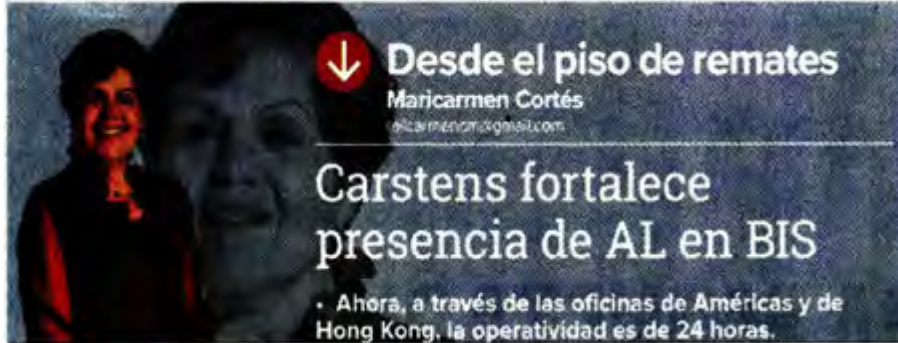 Desde el piso de remates
Maricarmen Cortés
Carstens fortalece
presencia de AL en BIS
• Ahora, a través de las oficinas de Américas y de
Hong Kong, la operatividad es de 24 horas.